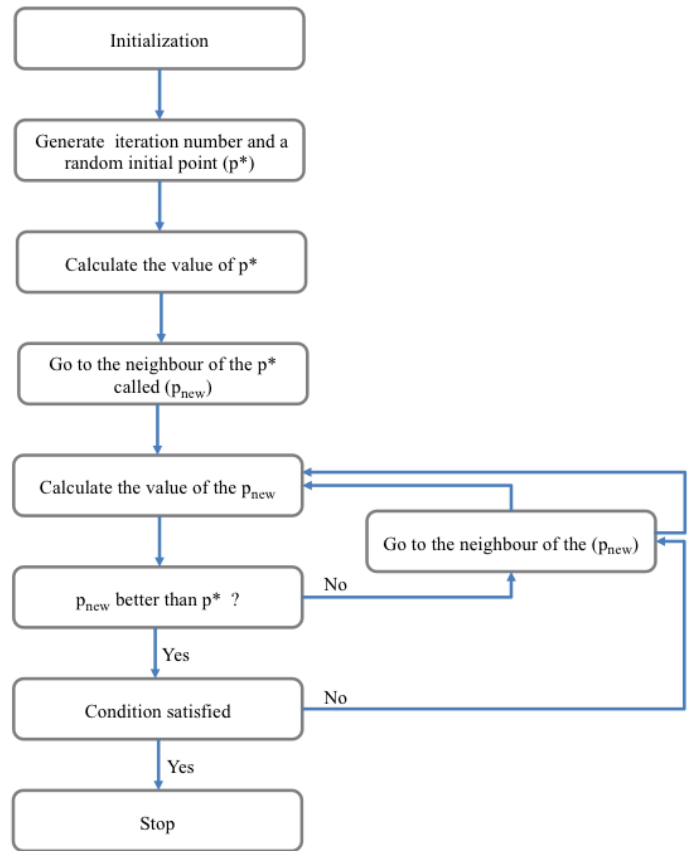 Initialization
Generate iteration number and a
random initial point (p*)
Calculate the value of p*
Go to the neighbour of the p*
called (pnew)
Calculate the value of the pnew
Go to the neighbour of the (pnew)
pnew better than p* ?
No
Yes
Condition satisfied
No
Yes
Stop